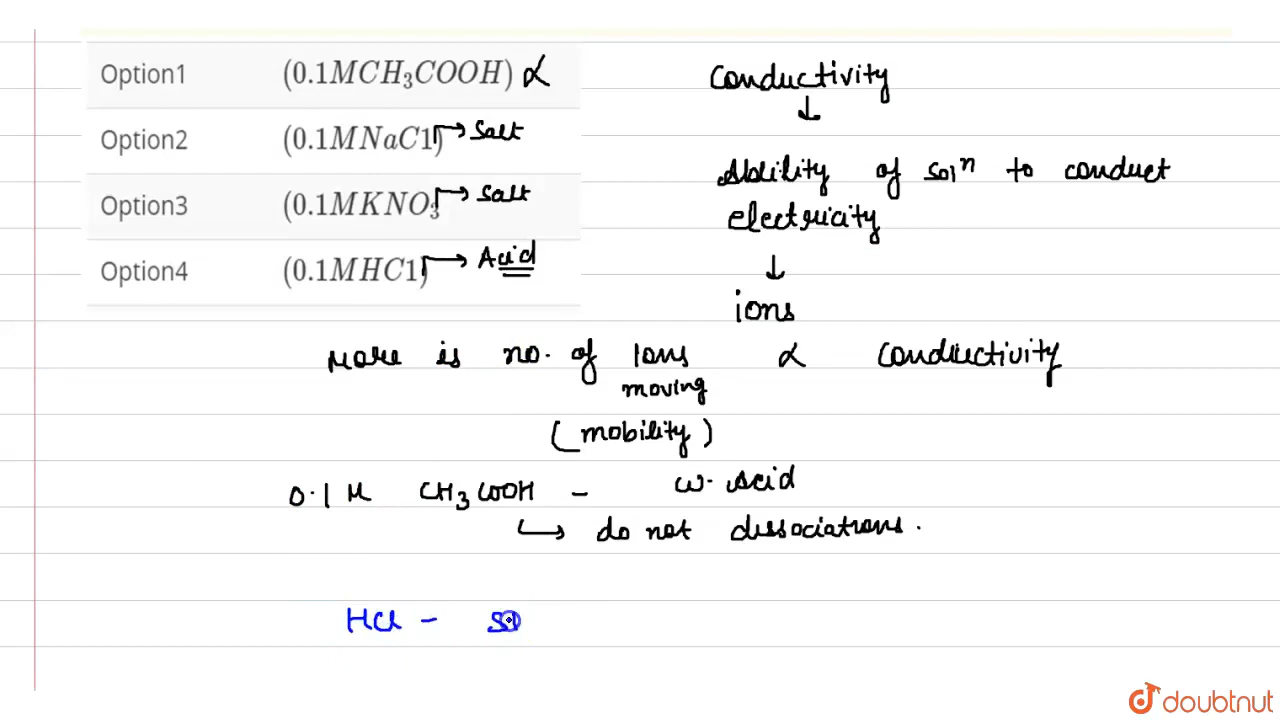 Option1 (0.1MCH₃COOH) α
Option2 (0.1MNaC1) → Salt
Option3 (0.1MKNO₃ → Salt
Option4 (0.1MHC1) → Acid
Conductivity
↓
Ability of solⁿ to conduct
electricity
↓
ions
More is no. of ions α conductivity
moving
(mobility)
0.1 M CH₃COOH - w. Acid
↳ do not dissociations.
HCl -
doubtnut